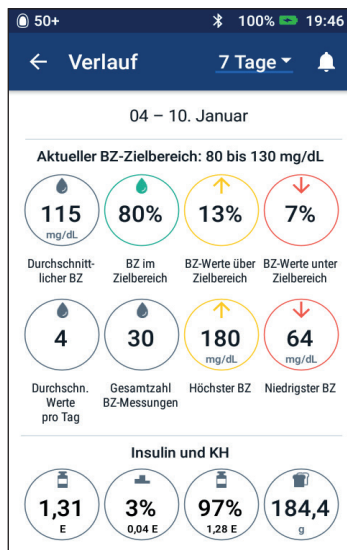 50+ 100% 19:46
Verlauf 7 Tage
04 – 10. Januar
Aktueller BZ-Zielbereich: 80 bis 130 mg/dL
115 80% 13% 7%
mg/dL
Durchschnitt- BZ im BZ-Werte über BZ-Werte unter
licher BZ Zielbereich Zielbereich Zielbereich
4 30 180 64
mg/dL mg/dL
Durchschn. Gesamtzahl Höchster BZ Niedrigster BZ
Werte BZ-Messungen
pro Tag
Insulin und KH
1,31 3% 97% 184,4
E 0,04 E 1,28 E g